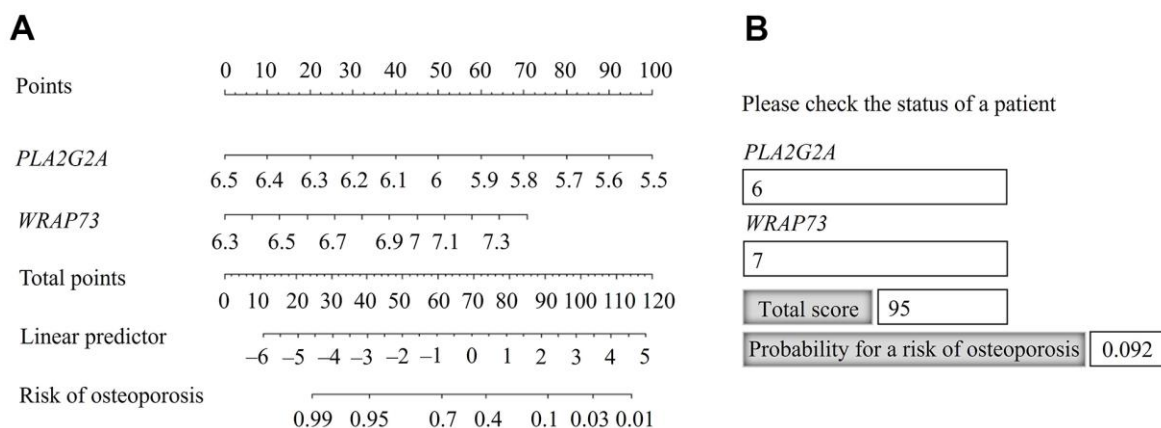 A
Points
0 10 20 30 40 50 60 70 80 90 100
PLA2G2A
6.5 6.4 6.3 6.2 6.1 6 5.9 5.8 5.7 5.6 5.5
WRAP73
6.3 6.5 6.7 6.9 7 7.1 7.3
Total points
0 10 20 30 40 50 60 70 80 90 100 110 120
Linear predictor
–6 –5 –4 –3 –2 –1 0 1 2 3 4 5
Risk of osteoporosis
0.99 0.95 0.7 0.4 0.1 0.03 0.01
B
Please check the status of a patient
PLA2G2A
6
WRAP73
7
Total score 95
Probability for a risk of osteoporosis 0.092